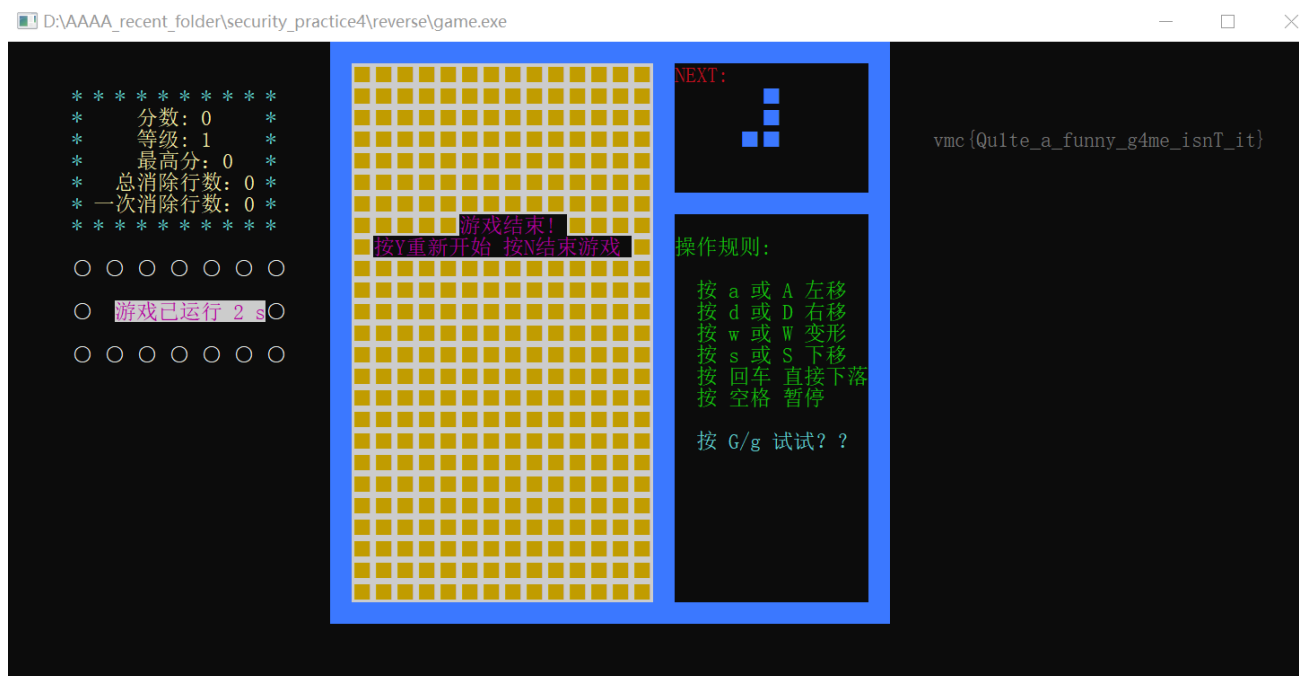 D:\AAAA_recent_folder\security_practice4\reverse\game.exe
* * * * * * * * * *
* 分数: 0 *
* 等级: 1 *
* 最高分: 0 *
* 总消除行数: 0 *
* 一次消除行数: 0 *
* * * * * * * * * *
游戏已运行 2 s
游戏结束!
按Y重新开始 按N结束游戏
NEXT:
操作规则:
按 a 或 A 左移
按 d 或 D 右移
按 w 或 W 变形
按 s 或 S 下移
按 回车 直接下落
按 空格 暂停
按 G/g 试试？？
vmc{Qu1te_a_funny_g4me_isnT_it}